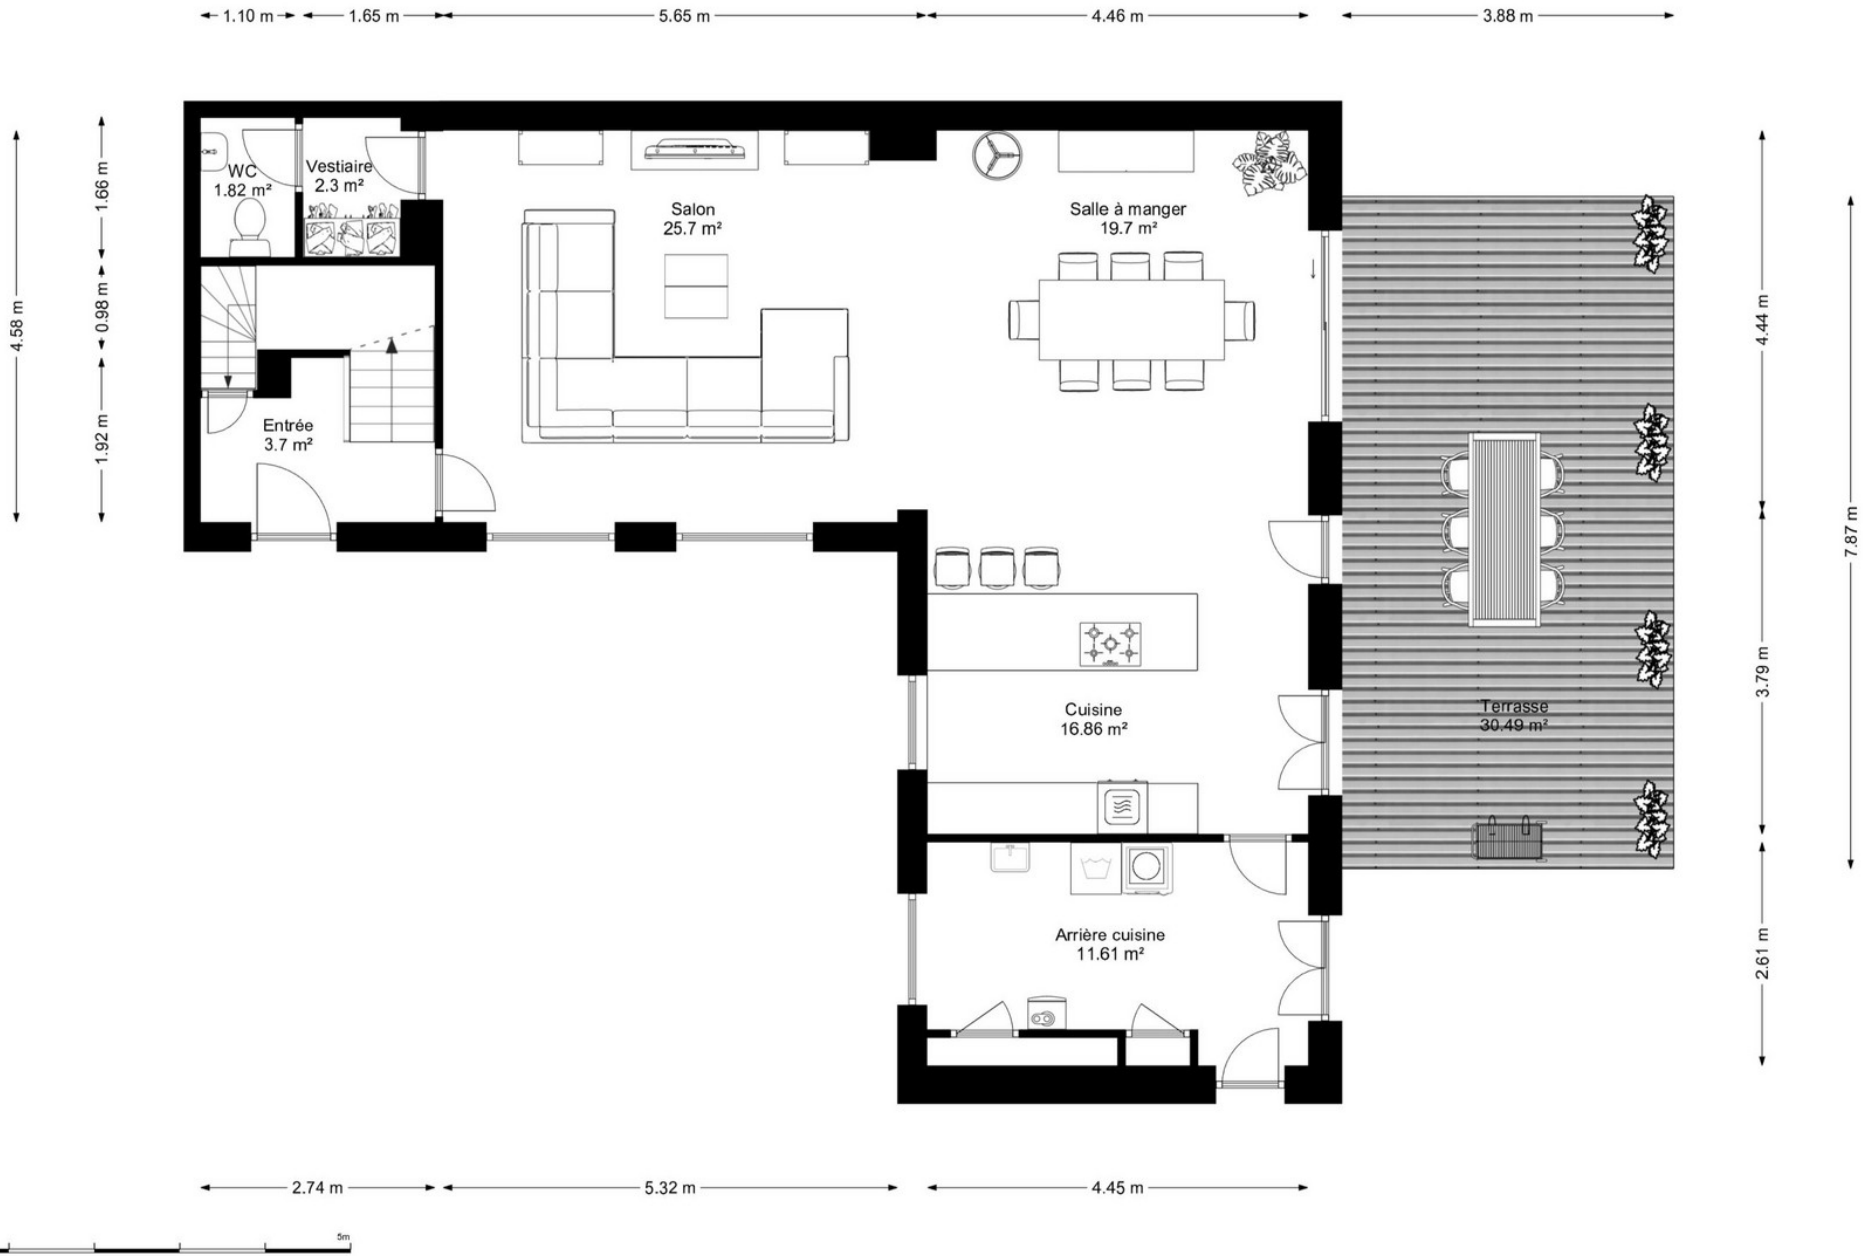 1.10 m
1.65 m
5.65 m
4.46 m
3.88 m
4.58 m
1.66 m
0.98 m
1.92 m
WC
1.82 m²
Vestiaire
2.3 m²
Salon
25.7 m²
Salle à manger
19.7 m²
Entrée
3.7 m²
Cuisine
16.86 m²
Terrasse
30.49 m²
Arrière cuisine
11.61 m²
4.44 m
3.79 m
2.61 m
7.87 m
2.74 m
5.32 m
4.45 m
5m